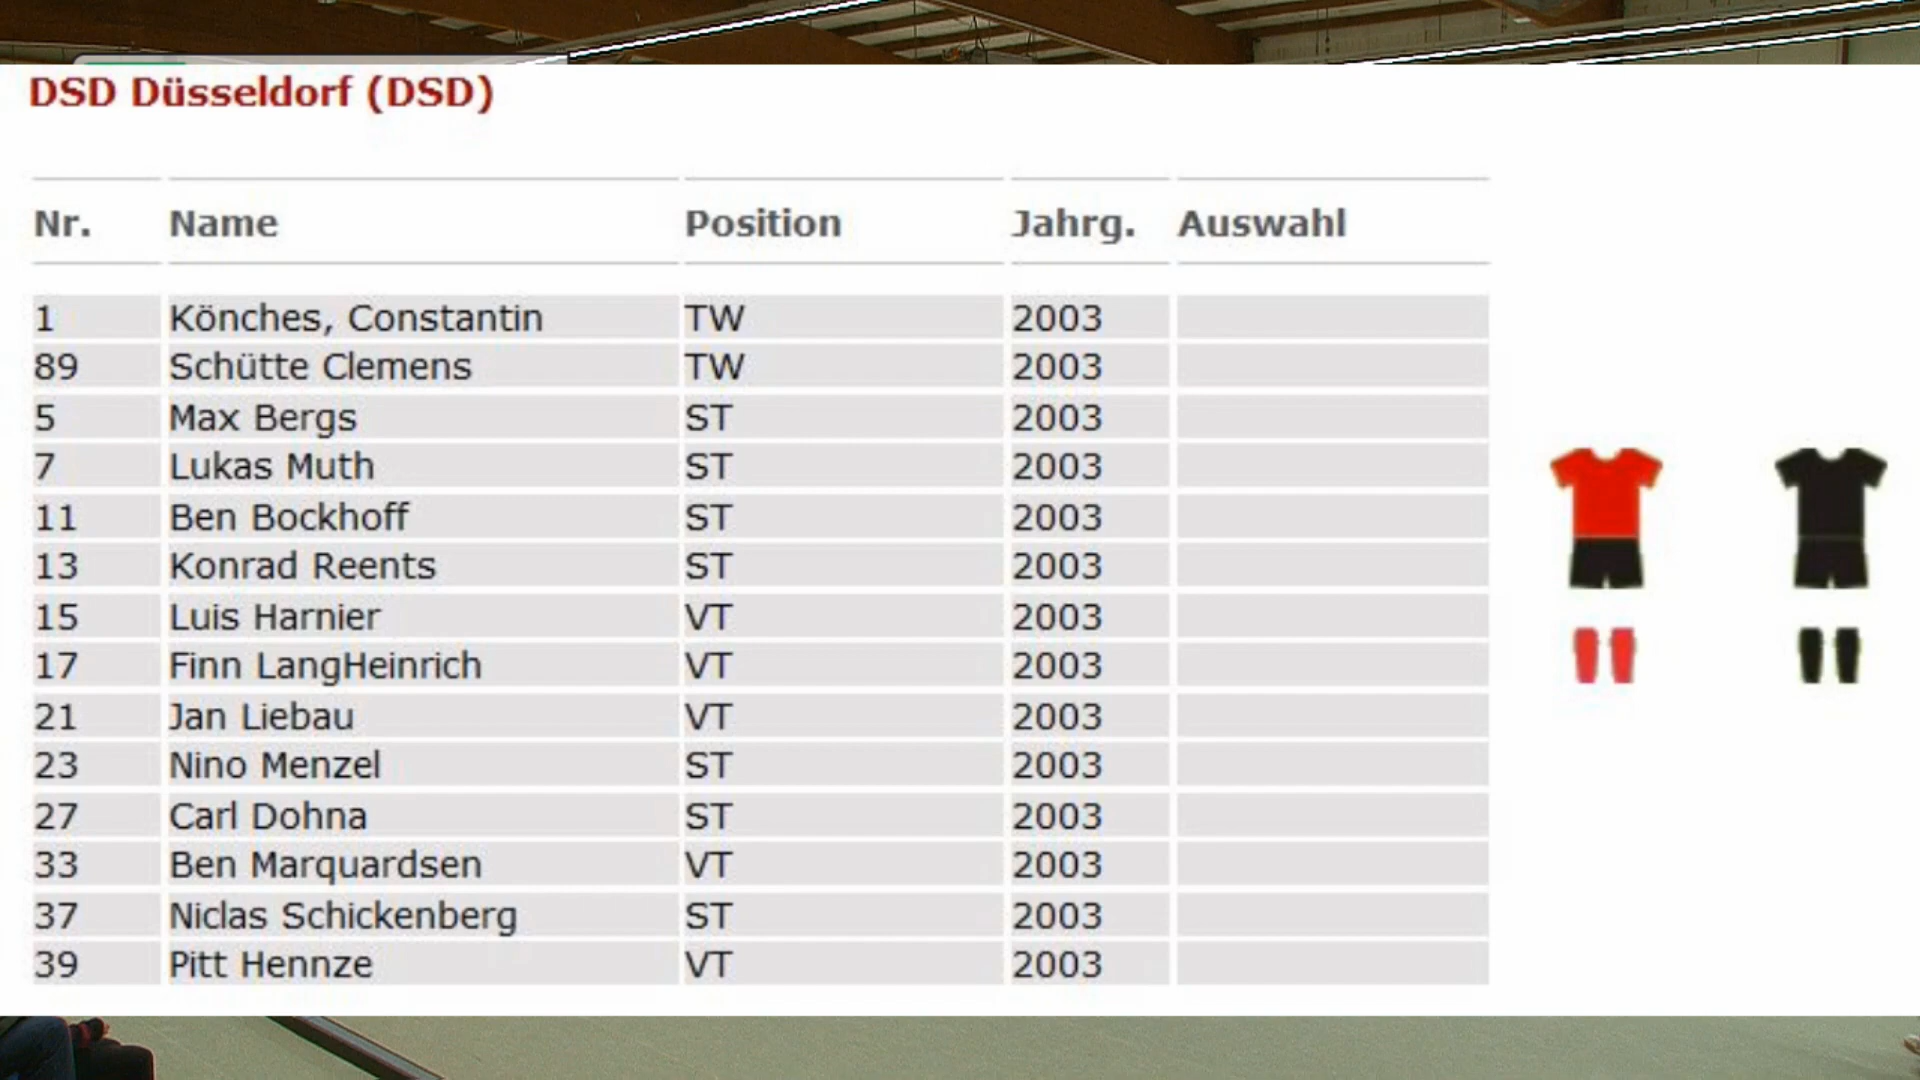 DSD Düsseldorf (DSD)
Nr. Name Position Jahrg. Auswahl
1 Könches, Constantin TW 2003
89 Schütte Clemens TW 2003
5 Max Bergs ST 2003
7 Lukas Muth ST 2003
11 Ben Bockhoff ST 2003
13 Konrad Reents ST 2003
15 Luis Harnier VT 2003
17 Finn LangHeinrich VT 2003
21 Jan Liebau VT 2003
23 Nino Menzel ST 2003
27 Carl Dohna ST 2003
33 Ben Marquardsen VT 2003
37 Niclas Schickenberg ST 2003
39 Pitt Hennze VT 2003